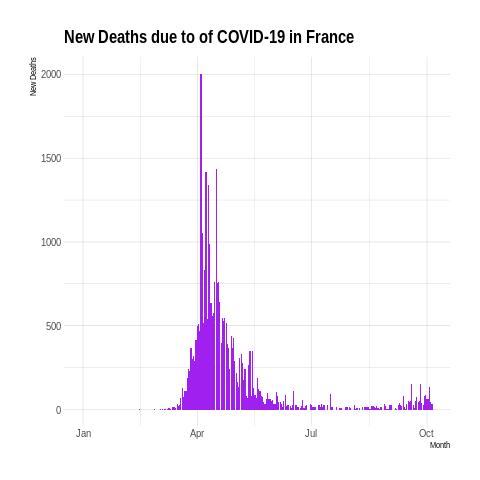 New Deaths due to of COVID-19 in France
New Deaths
2000
1500
1000
500
0
Jan Apr Jul Oct
Month